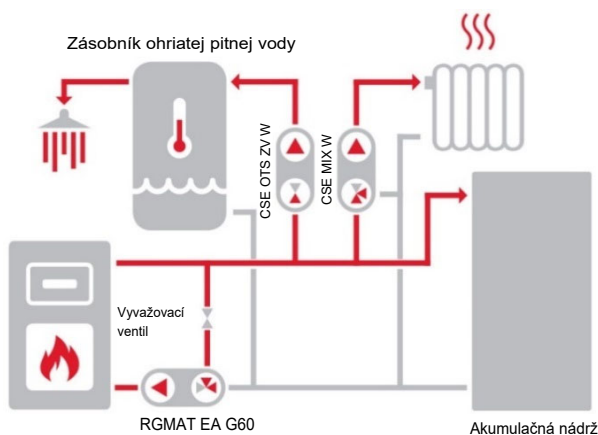 Zásobník ohriatej pitnej vody
CSE OTS ZV W
CSE MIX W
Vyvažovací
ventil
RGMAT EA G60
Akumulačná nádrž